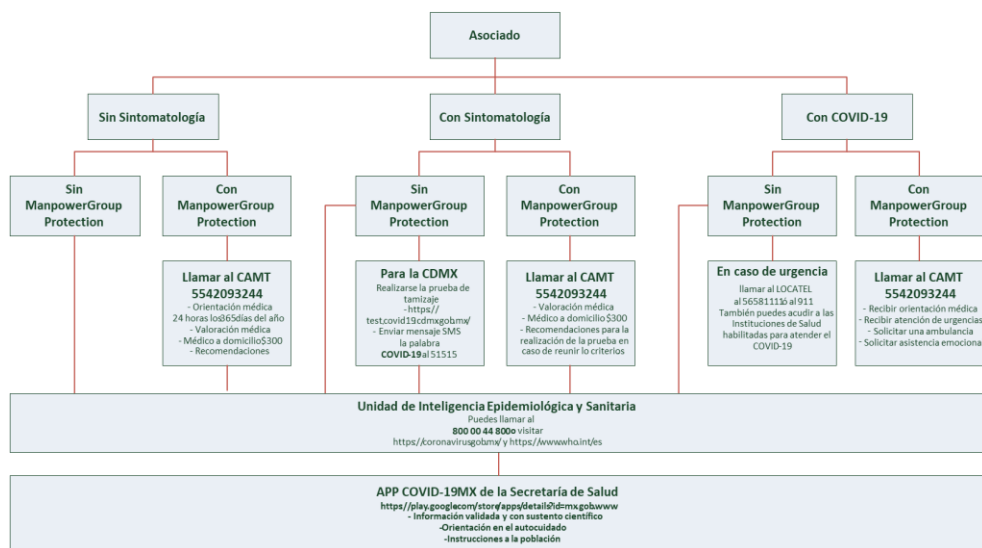 Asociado
Sin Sintomatología
Con Sintomatología
Con COVID-19
Sin
ManpowerGroup
Protection
Con
ManpowerGroup
Protection
Sin
ManpowerGroup
Protection
Con
ManpowerGroup
Protection
Sin
ManpowerGroup
Protection
Con
ManpowerGroup
Protection
Llamar al CAMT
5542093244
- Orientación médica
24 horas los365días del año
- Valoración médica
- Médico a domicilio$300
- Recomendaciones
Para la CDMX
Realizarse la prueba de
tamizaje
- https://
test.covid19.cdmx.gob.mx/
- Enviar mensaje SMS
la palabra
COVID-19 al 51515
Llamar al CAMT
5542093244
- Valoración médica
- Médico a domicilio $300
- Recomendaciones para la
realización de la prueba en
caso de reunir lo criterios
En caso de urgencia
llamar al LOCATEL
al 56581111ó al 911
También puedes acudir a las
Instituciones de Salud
habilitadas para atender el
COVID-19
Llamar al CAMT
5542093244
- Recibir orientación médica
- Recibir atención de urgencias
- Solicitar una ambulancia
- Solicitar asistencia emociona
Unidad de Inteligencia Epidemiológica y Sanitaria
Puedes llamar al
800 00 44 800o visitar
https://coronavirus.gob.mx/ y https://www.who.int/es
APP COVID-19MX de la Secretaría de Salud
https://play.google.com/store/apps/details?id=mx.gob.www
- Información validada y con sustento científico
-Orientación en el autocuidado
-Instrucciones a la población